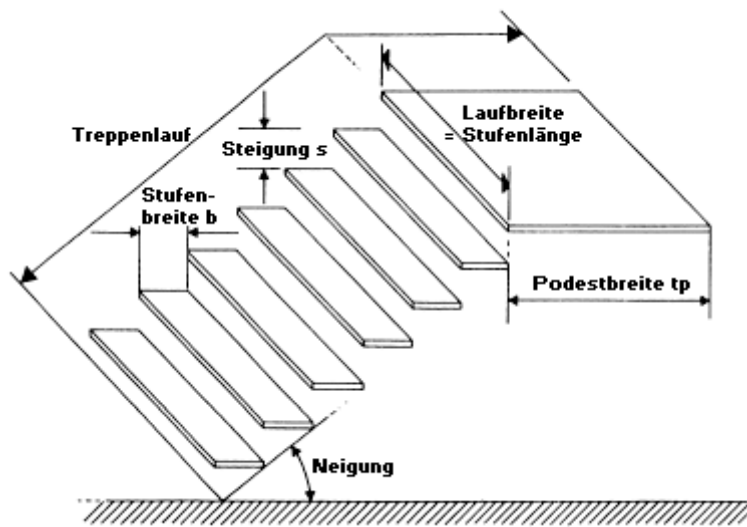 Treppenlauf
Steigung s
Laufbreite
= Stufenlänge
Stufen-
breite b
Podestbreite tp
Neigung